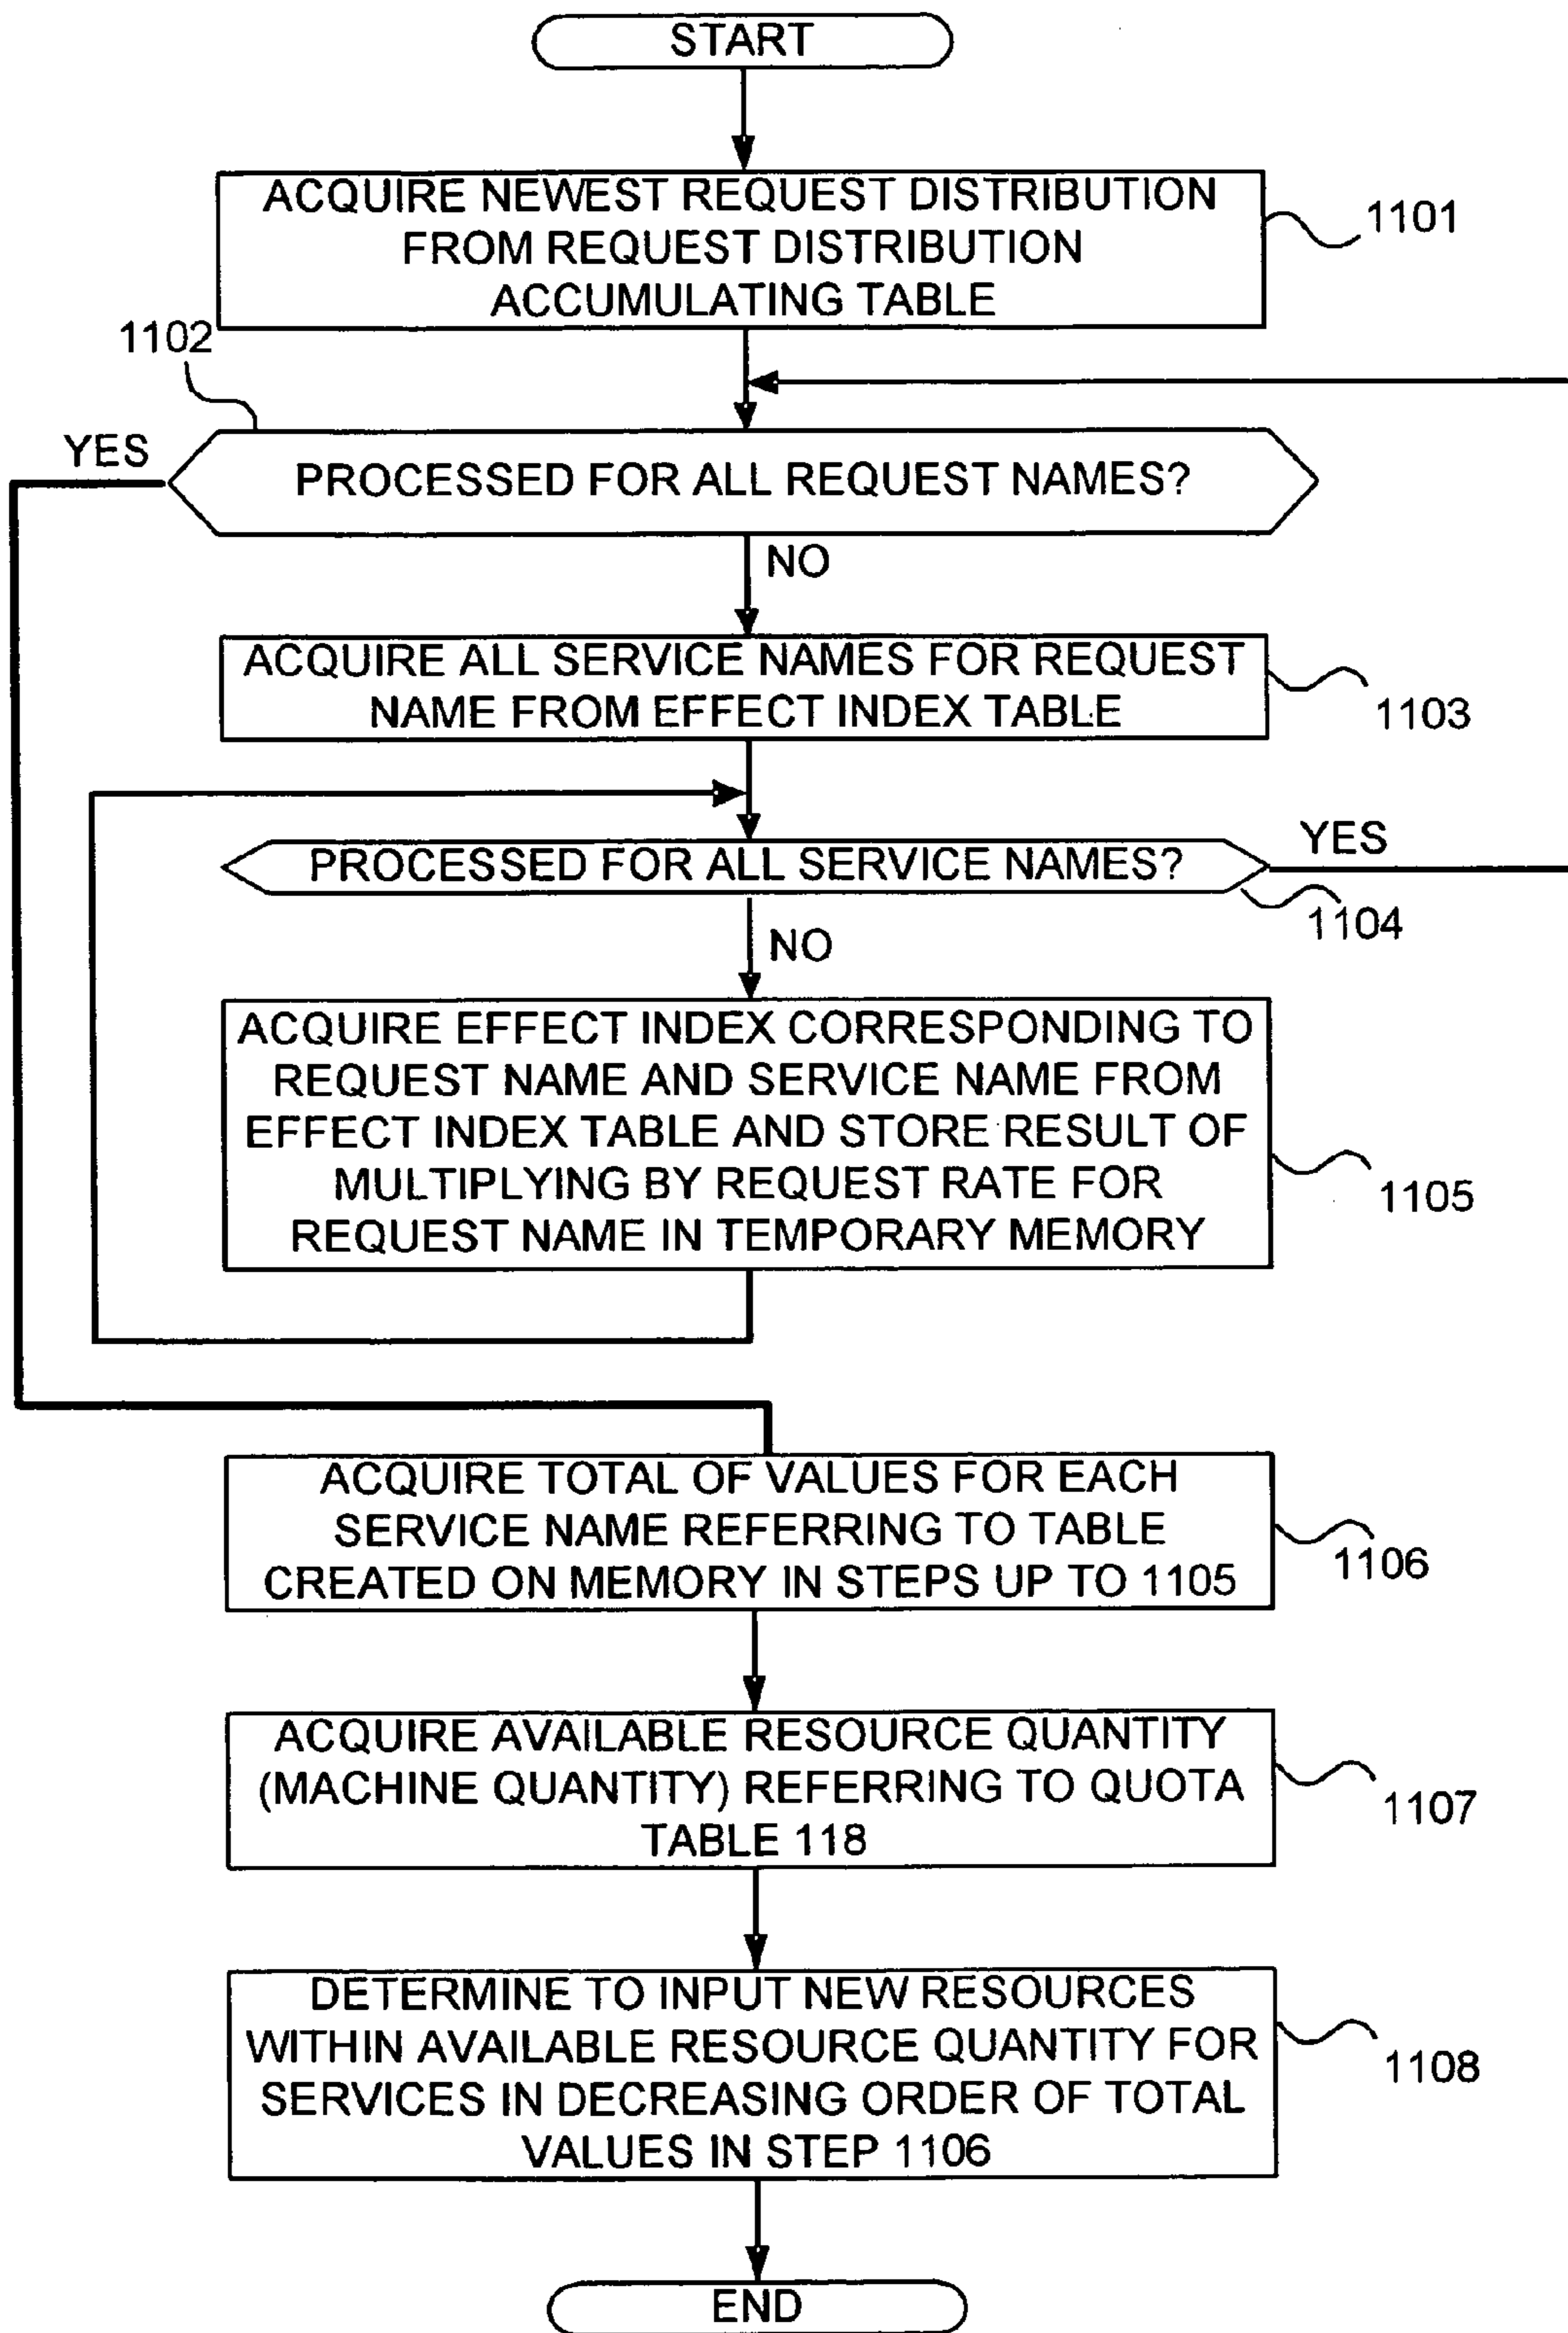 START
ACQUIRE NEWEST REQUEST DISTRIBUTION
FROM REQUEST DISTRIBUTION
ACCUMULATING TABLE
1101
1102
YES
PROCESSED FOR ALL REQUEST NAMES?
NO
ACQUIRE ALL SERVICE NAMES FOR REQUEST
NAME FROM EFFECT INDEX TABLE
1103
PROCESSED FOR ALL SERVICE NAMES?
YES
1104
NO
ACQUIRE EFFECT INDEX CORRESPONDING TO
REQUEST NAME AND SERVICE NAME FROM
EFFECT INDEX TABLE AND STORE RESULT OF
MULTIPLYING BY REQUEST RATE FOR
REQUEST NAME IN TEMPORARY MEMORY
1105
ACQUIRE TOTAL OF VALUES FOR EACH
SERVICE NAME REFERRING TO TABLE
CREATED ON MEMORY IN STEPS UP TO 1105
1106
ACQUIRE AVAILABLE RESOURCE QUANTITY
(MACHINE QUANTITY) REFERRING TO QUOTA
TABLE 118
1107
DETERMINE TO INPUT NEW RESOURCES
WITHIN AVAILABLE RESOURCE QUANTITY FOR
SERVICES IN DECREASING ORDER OF TOTAL
VALUES IN STEP 1106
1108
END